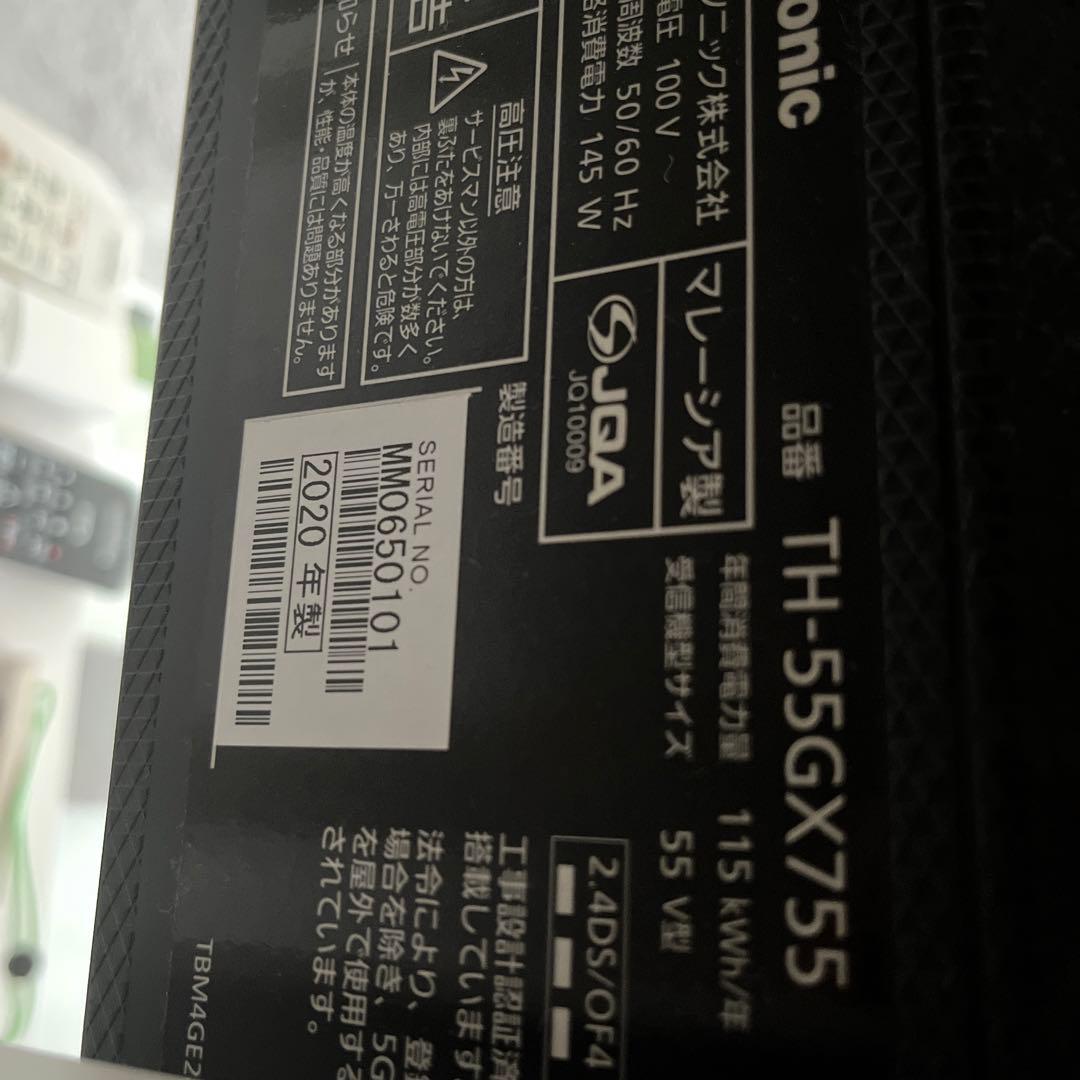 onic
品番 TH-55GX755
ニック株式会社
電圧 100V ~
周波数 50/60 Hz
消費電力 145 W
マレーシア製
JQA
JQ10009
年間消費電力量 115 kWh/年
受信機型サイズ 55 V型
告
高圧注意
サービスマン以外の方は、
裏ぶたをあけないでください。
内部には高電圧部分が数多く
あり、万一さわると危険です。
知らせ
本体の温度が高くなる部分があります
が、性能・品質には問題ありません。
製造番号
SERIAL NO.
MM0650101
2020 年製
2.4DS/OF4
工事設計認証済
搭載しています
法令により、
場合を除き、5G
を屋外で使用する
されています。
TBM4GE2